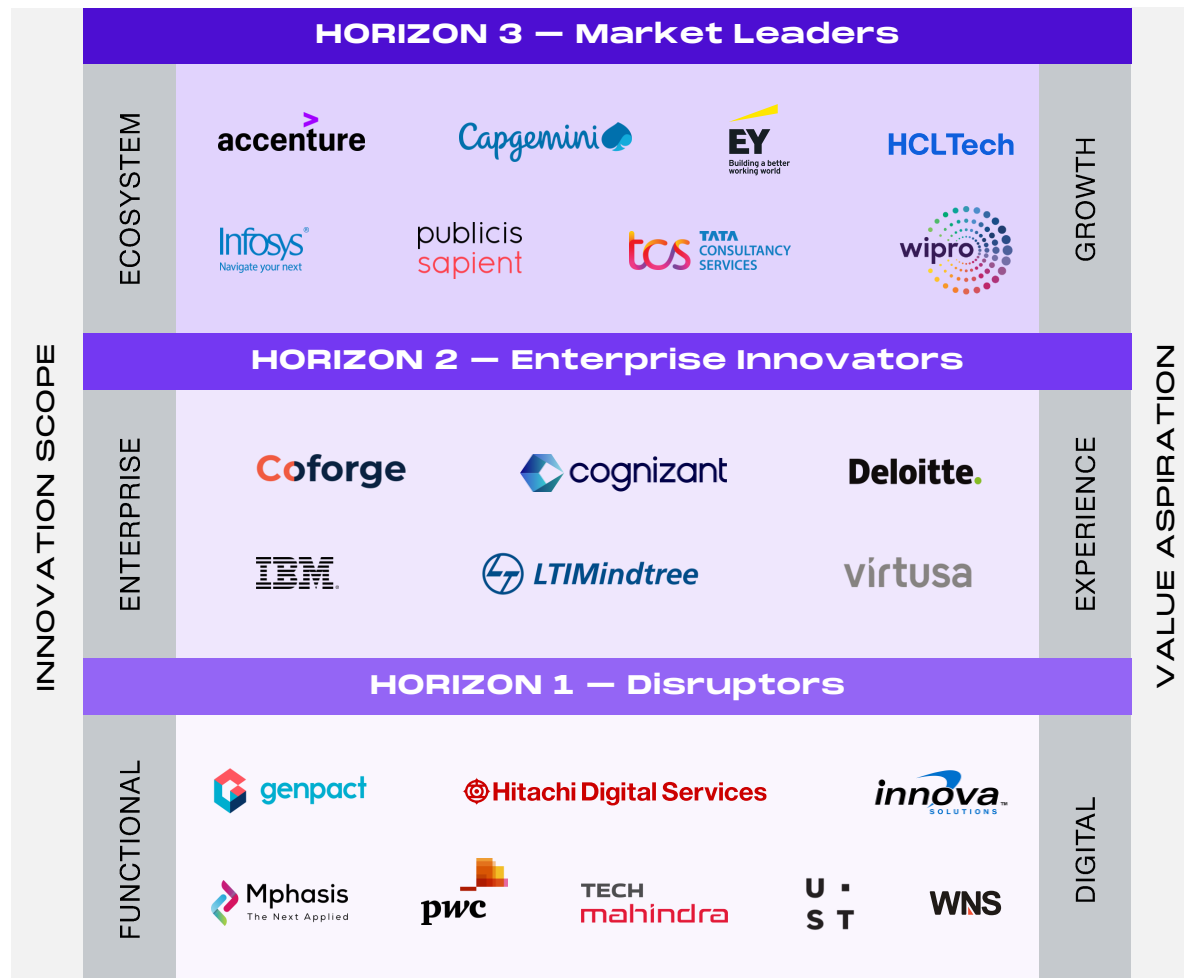 HORIZON 3 — Market Leaders
INNOVATION SCOPE
VALUE ASPIRATION
ECOSYSTEM
GROWTH
accenture
Capgemini
EY
Building a better
working world
HCLTech
Infosys®
Navigate your next
publicis
sapient
tcs
TATA
CONSULTANCY
SERVICES
wipro
HORIZON 2 — Enterprise Innovators
ENTERPRISE
EXPERIENCE
Coforge
cognizant
Deloitte.
IBM®
LTIMindtree
virtusa
HORIZON 1 — Disruptors
FUNCTIONAL
DIGITAL
genpact
Hitachi Digital Services
innova™
SOLUTIONS
Mphasis
The Next Applied
pwc
TECH
mahindra
U ·
S T
WNS